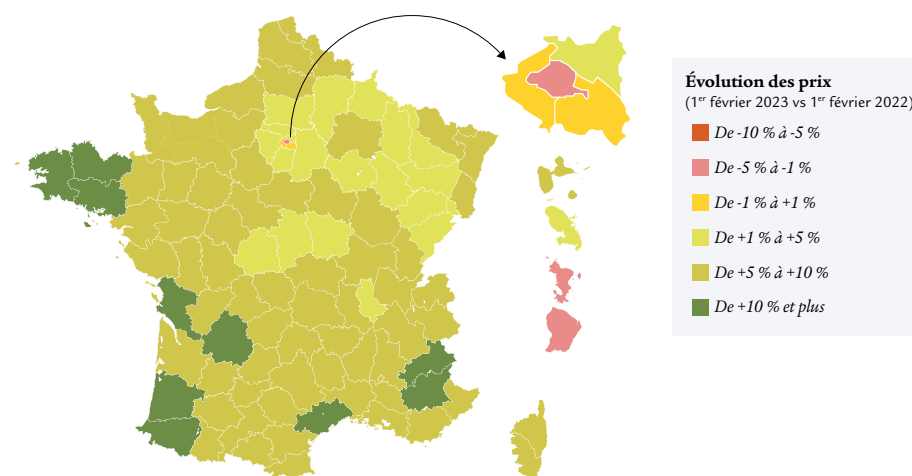 Évolution des prix
(1er février 2023 vs 1er février 2022)
De -10 % à -5 %
De -5 % à -1 %
De -1 % à +1 %
De +1 % à +5 %
De +5 % à +10 %
De +10 % et plus